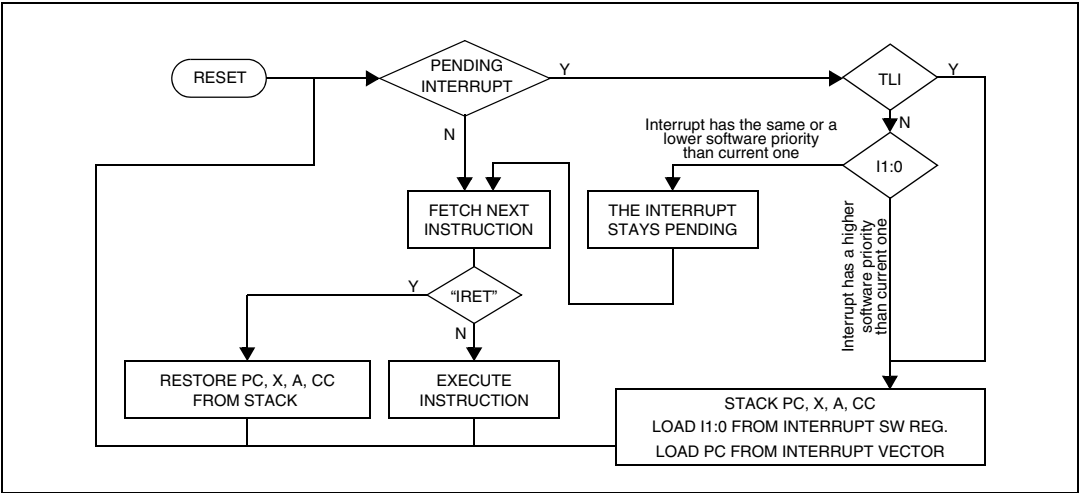 RESET
PENDING
INTERRUPT
Y
TLI
Y
N
N
Interrupt has the same or a
lower software priority
than current one
I1:0
FETCH NEXT
INSTRUCTION
THE INTERRUPT
STAYS PENDING
Interrupt has a higher
software priority
than current one
Y
“IRET”
N
RESTORE PC, X, A, CC
FROM STACK
EXECUTE
INSTRUCTION
STACK PC, X, A, CC
LOAD I1:0 FROM INTERRUPT SW REG.
LOAD PC FROM INTERRUPT VECTOR